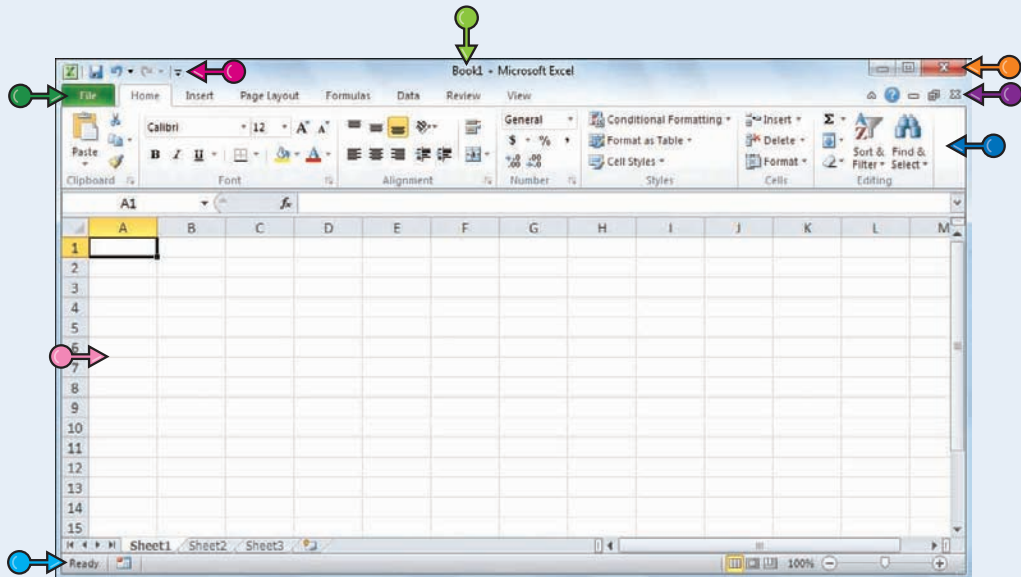 Book1 - Microsoft Excel
File Home Insert Page Layout Formulas Data Review View
Calibri 12 General Conditional Formatting Insert Σ
Paste B I U A $ % , Format as Table Delete Sort & Find &
Cell Styles Format Filter Select
Clipboard Font Alignment Number Styles Cells Editing
A1 fx
A B C D E F G H I J K L M
1
2
3
4
5
6
7
8
9
10
11
12
13
14
15
Sheet1 Sheet2 Sheet3
Ready 100%